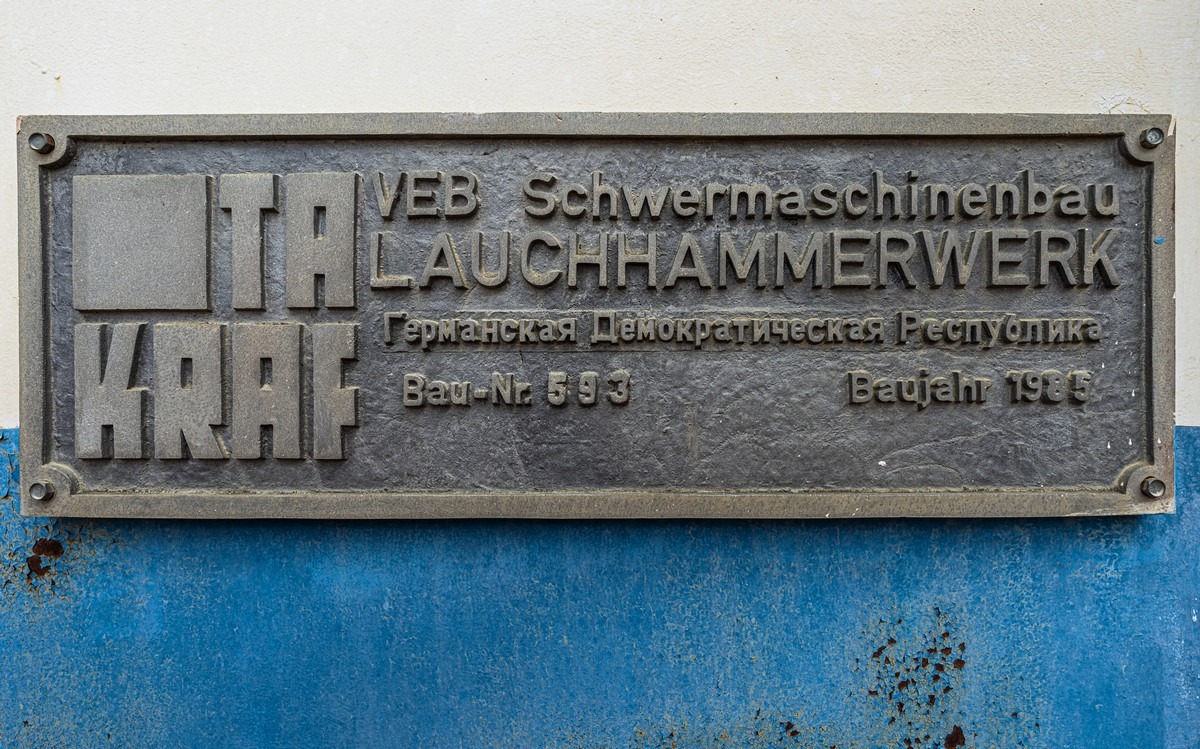 TA
KRAF
VEB Schwermaschinenbau
LAUCHHAMMERWERK
Германская Демократическая Республика
Bau-Nr. 593
Baujahr 1985